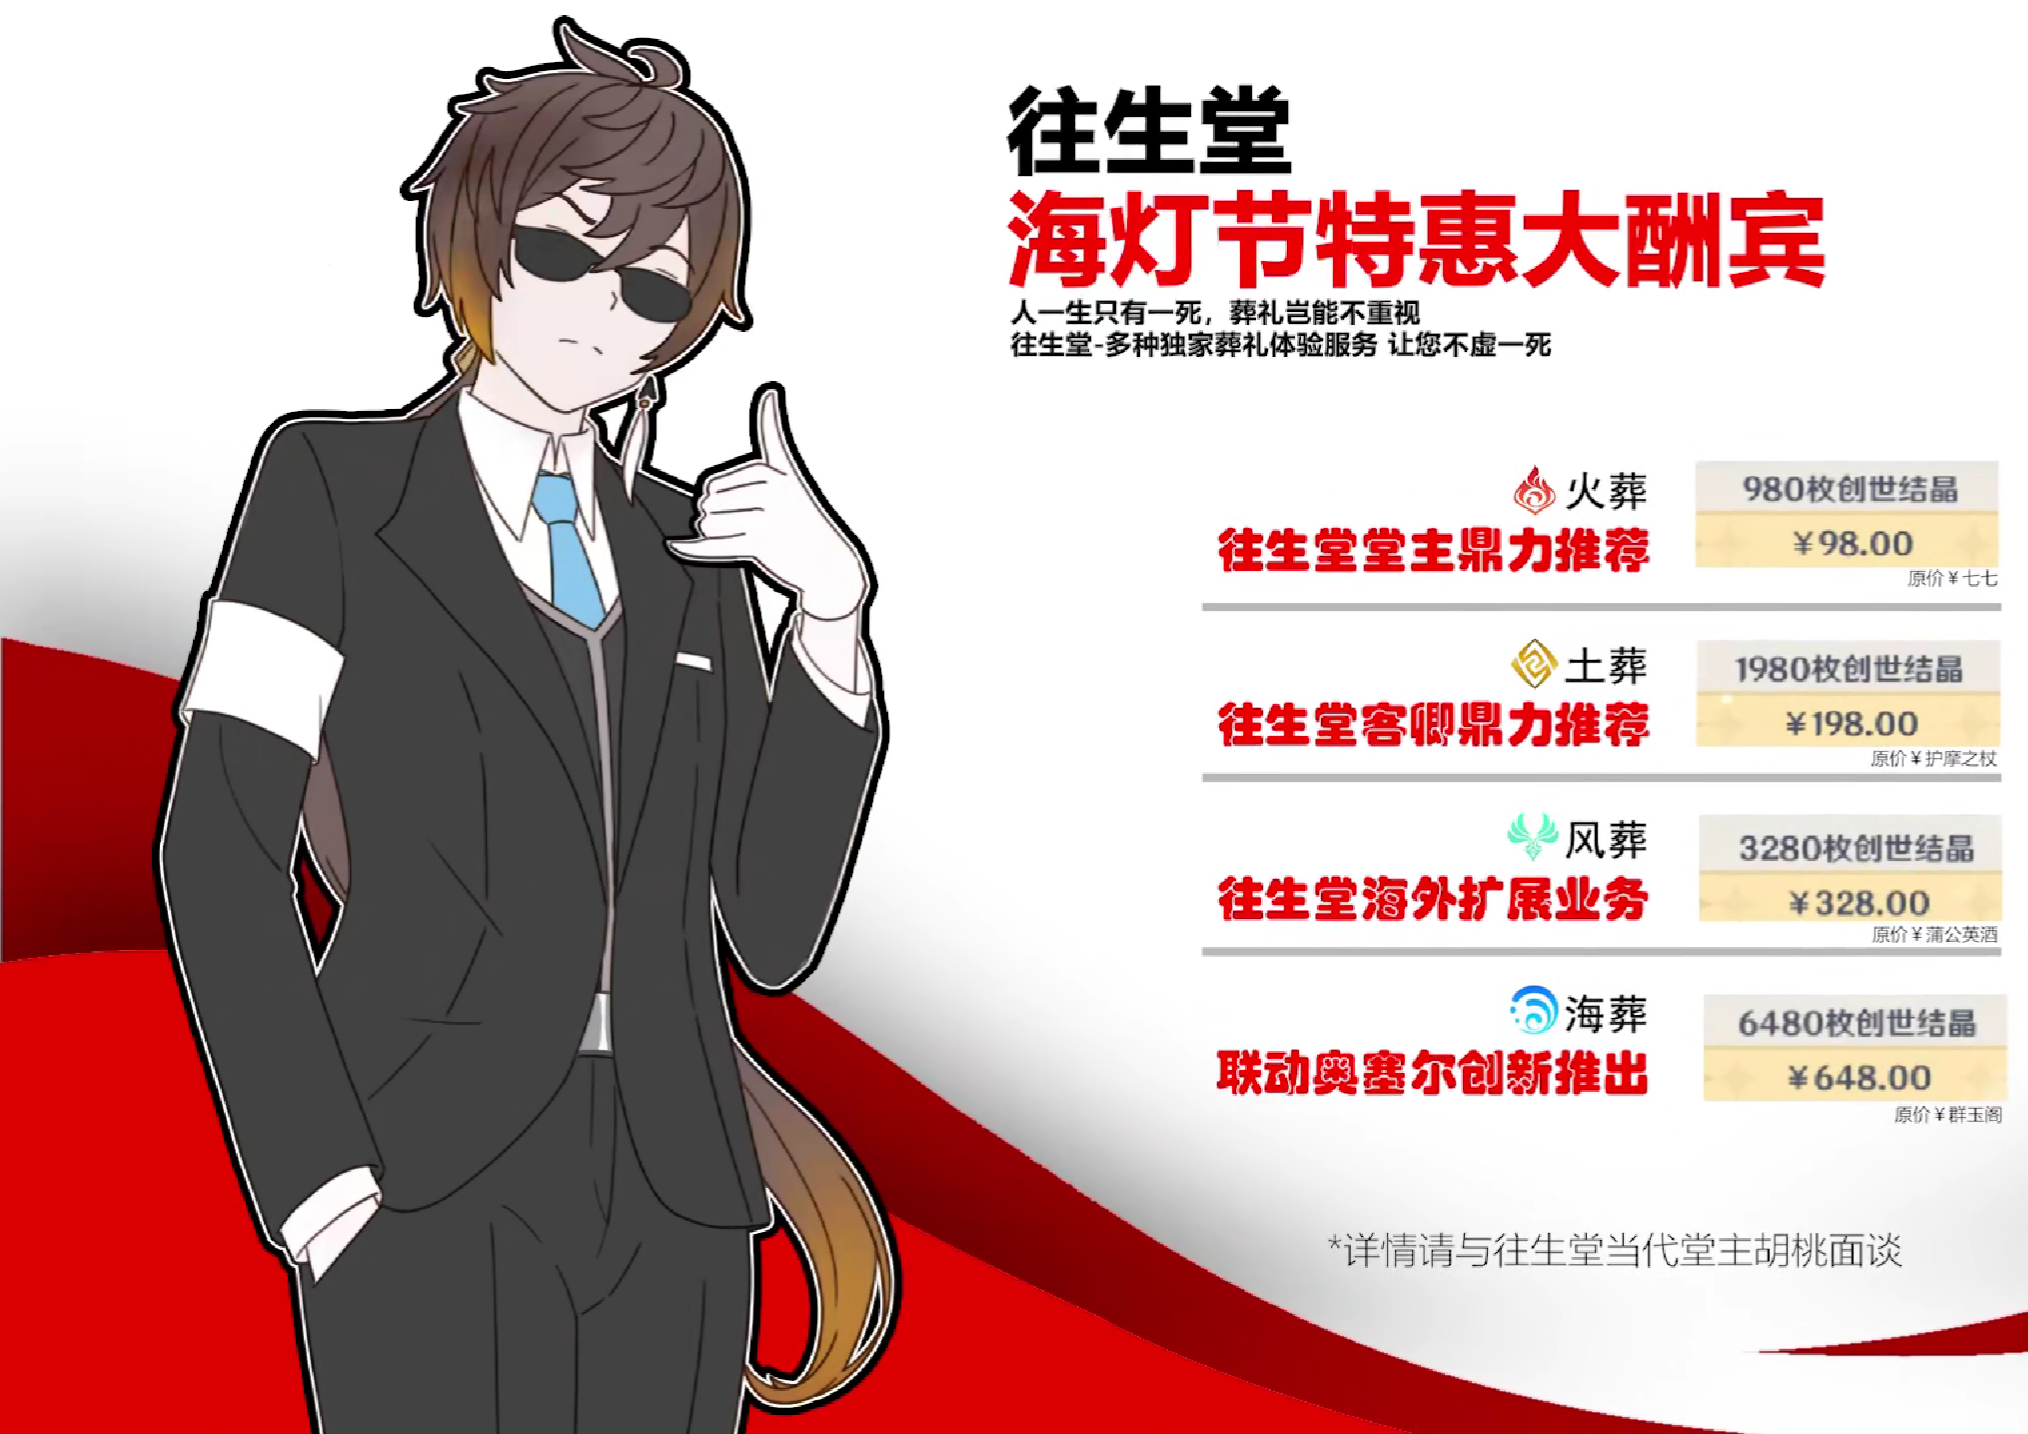 往生堂
海灯节特惠大酬宾
人一生只有一死，葬礼岂能不重视
往生堂-多种独家葬礼体验服务 让您不虚一死
火葬
往生堂堂主鼎力推荐
980枚创世结晶
￥98.00
原价￥七七
土葬
往生堂客卿鼎力推荐
1980枚创世结晶
￥198.00
原价￥护摩之杖
风葬
往生堂海外扩展业务
3280枚创世结晶
￥328.00
原价￥蒲公英酒
海葬
联动奥塞尔创新推出
6480枚创世结晶
￥648.00
原价￥群玉阁
*详情请与往生堂当代堂主胡桃面谈